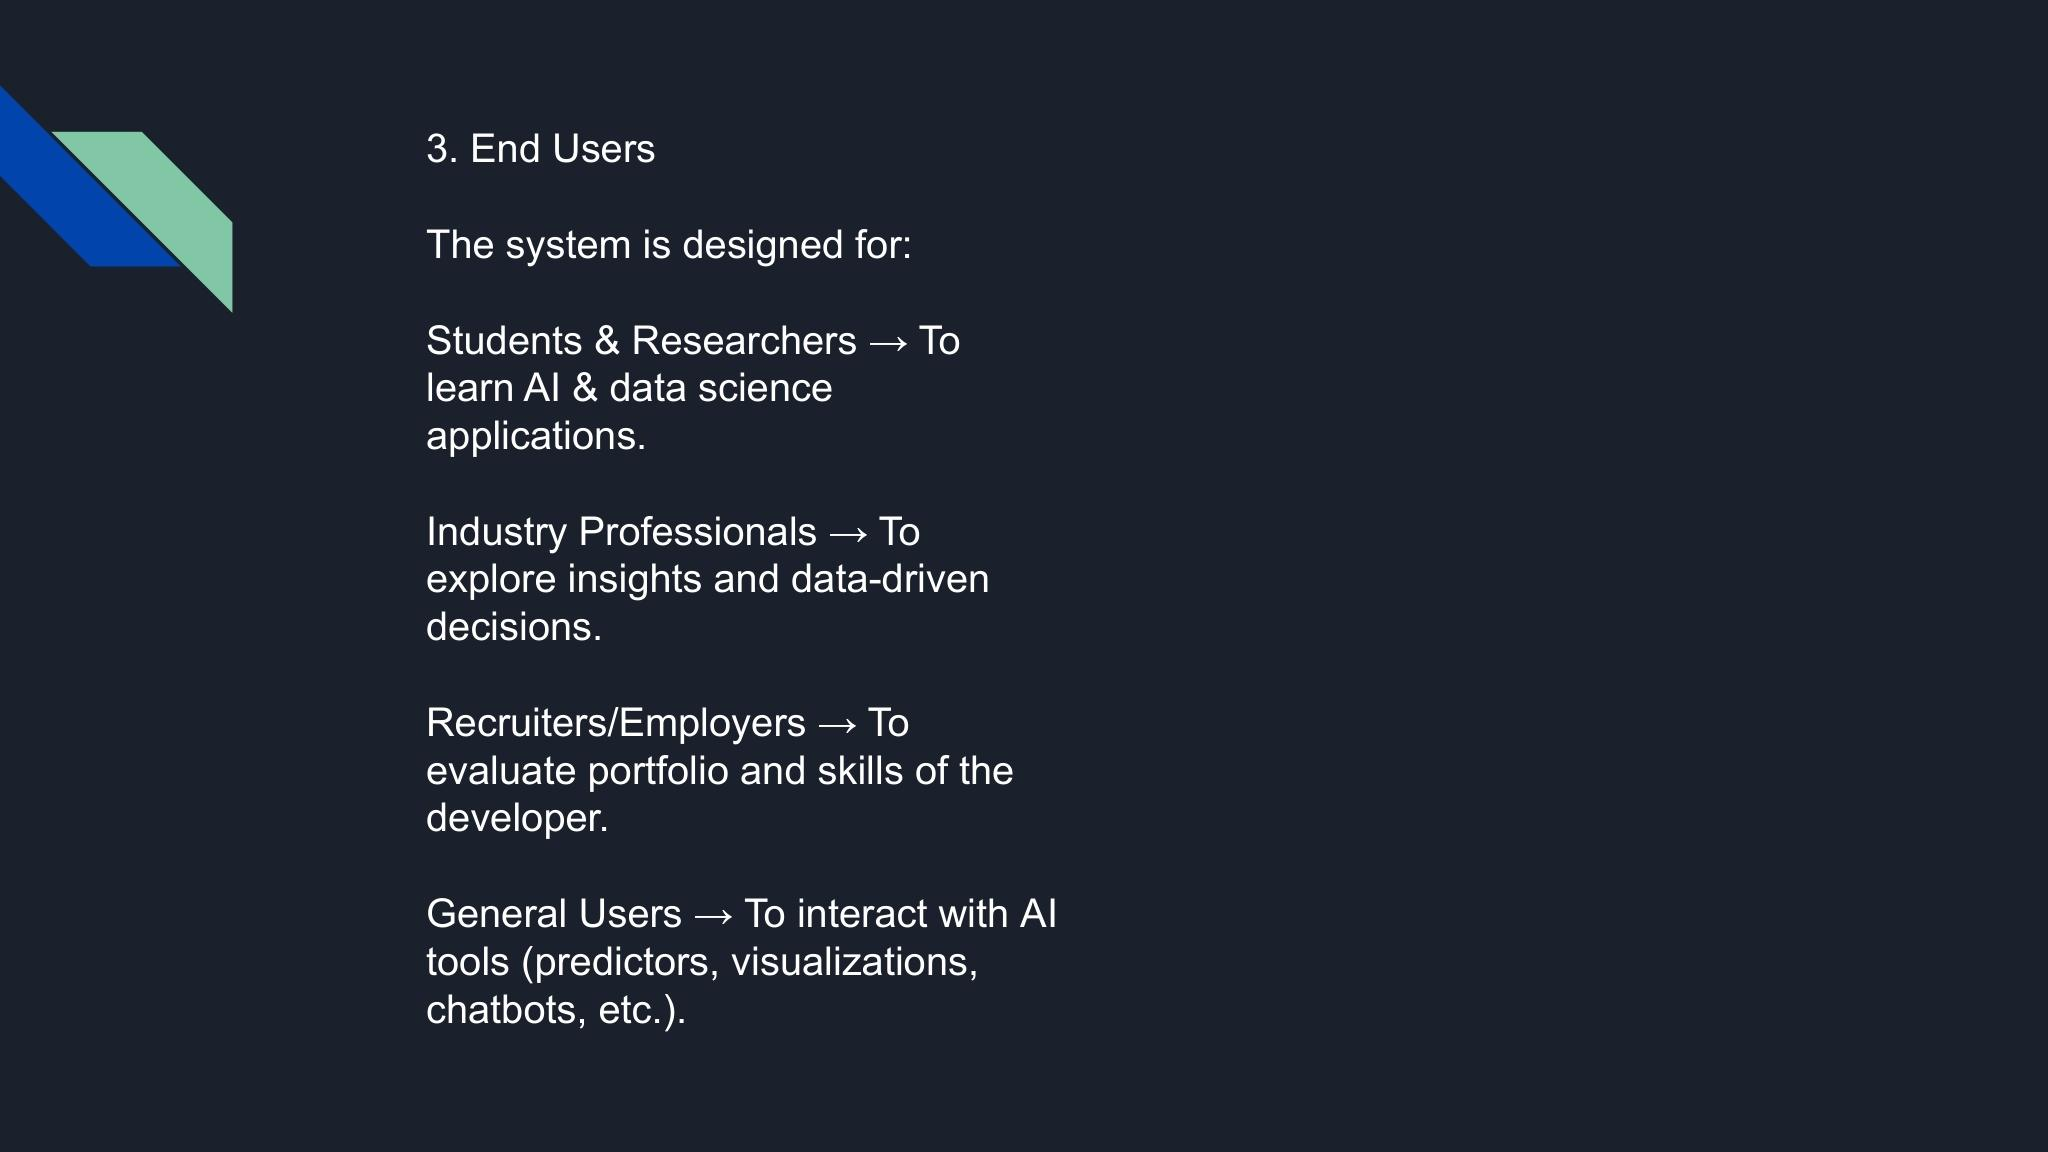 3. End Users
The system is designed for:
Students & Researchers → To
learn AI & data science
applications.
Industry Professionals → To
explore insights and data-driven
decisions.
Recruiters/Employers → To
evaluate portfolio and skills of the
developer.
General Users → To interact with AI
tools (predictors, visualizations,
chatbots, etc.).